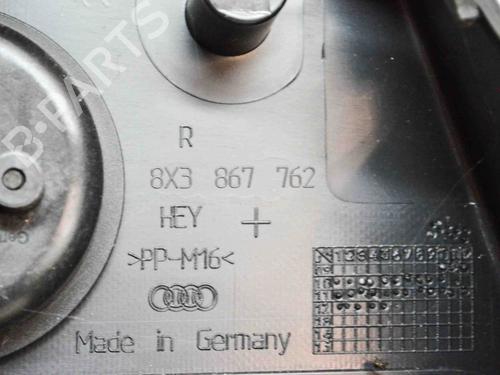 R
8X3 867 762
HEY
>PP-M16<
Made in Germany
B-PARTS